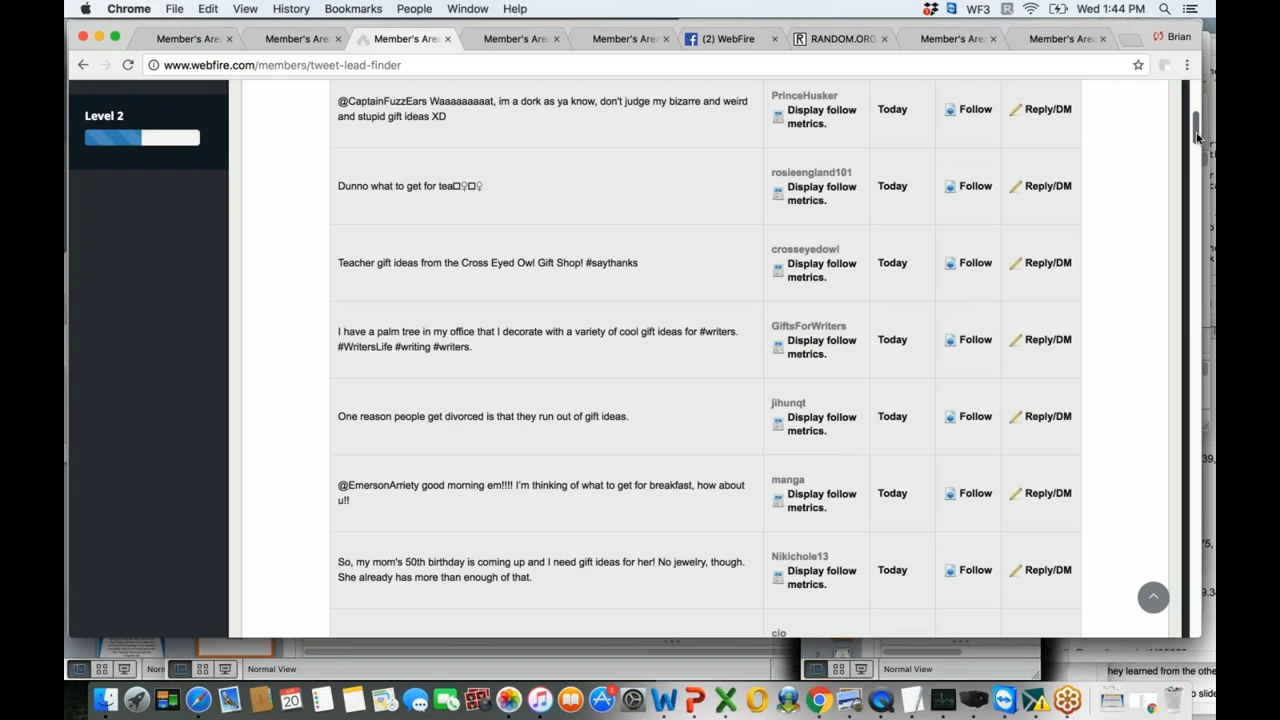 Chrome File Edit View History Bookmarks People Window Help WF3 Wed 1:44 PM
Member's Area Member's Area Member's Area Member's Area Member's Area (2) WebFire RANDOM.ORG Member's Area Member's Area Brian
www.webfire.com/members/tweet-lead-finder
Level 2
@CaptainFuzzEars Waaaaaaaaat, im a dork as ya know, don't judge my bizarre and weird
and stupid gift ideas XD
PrinceHusker
Display follow
metrics.
Today
Follow
Reply/DM
Dunno what to get for tea□♀□♀
rosieengland101
Display follow
metrics.
Today
Follow
Reply/DM
Teacher gift ideas from the Cross Eyed Owl Gift Shop! #saythanks
crosseyedowl
Display follow
metrics.
Today
Follow
Reply/DM
I have a palm tree in my office that I decorate with a variety of cool gift ideas for #writers.
#WritersLife #writing #writers.
GiftsForWriters
Display follow
metrics.
Today
Follow
Reply/DM
One reason people get divorced is that they run out of gift ideas.
jihunqt
Display follow
metrics.
Today
Follow
Reply/DM
@EmersonArriety good morning em!!!! I'm thinking of what to get for breakfast, how about
u!!
manga
Display follow
metrics.
Today
Follow
Reply/DM
So, my mom's 50th birthday is coming up and I need gift ideas for her! No jewelry, though.
She already has more than enough of that.
Nikichole13
Display follow
metrics.
Today
Follow
Reply/DM
cio
Normal View
Normal View
hey learned from the othe
o slide
20